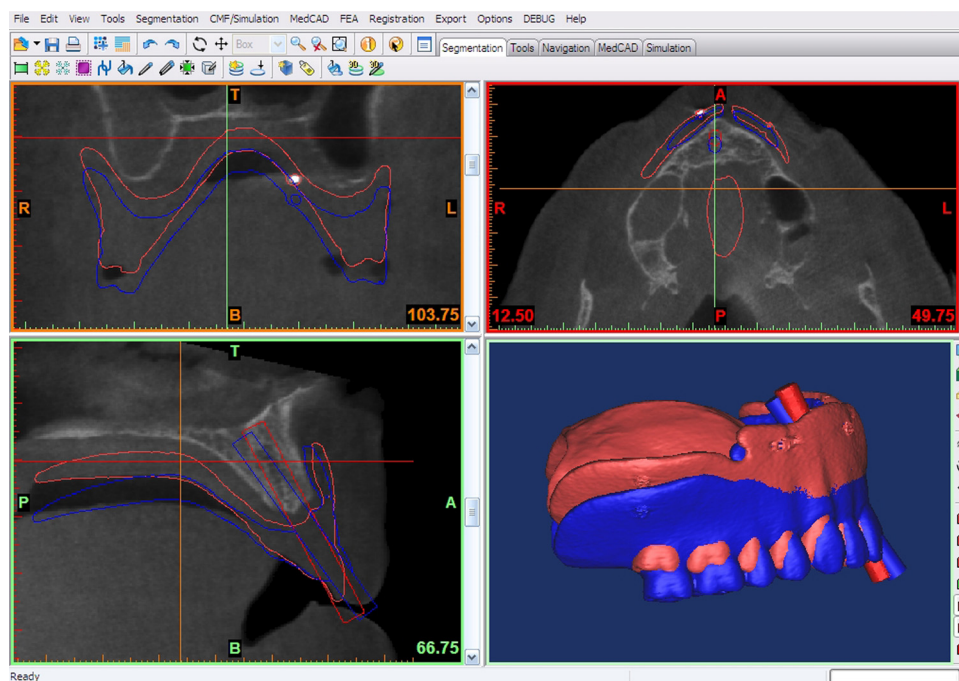 File Edit View Tools Segmentation CMF/Simulation MedCAD FEA Registration Export Options DEBUG Help
Box
Segmentation Tools Navigation MedCAD Simulation
T
R
L
B
103.75
A
R
L
P
12.50
49.75
T
P
A
B
66.75
Ready